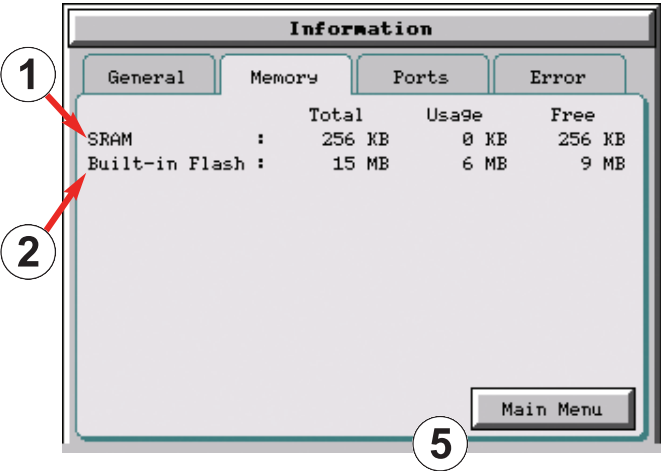 Information
General Memory Ports Error
Total Usage Free
1
SRAM : 256 KB 0 KB 256 KB
Built-in Flash : 15 MB 6 MB 9 MB
2
Main Menu
5